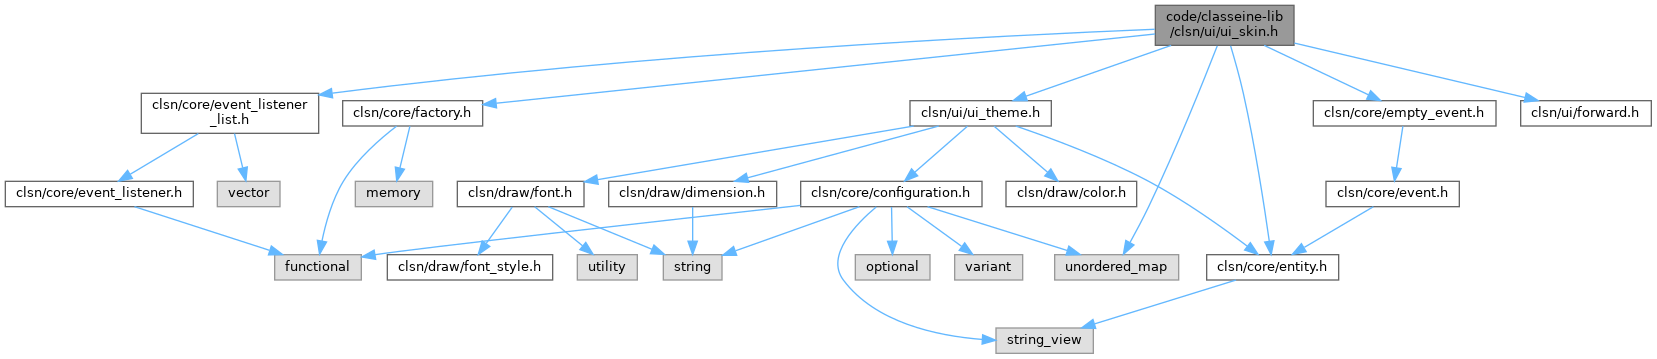 code/classeine-lib
/clsn/ui/ui_skin.h
clsn/core/event_listener
_list.h
clsn/core/factory.h
clsn/ui/ui_theme.h
clsn/core/empty_event.h
clsn/ui/forward.h
clsn/core/event_listener.h
vector
memory
clsn/draw/font.h
clsn/draw/dimension.h
clsn/core/configuration.h
clsn/draw/color.h
clsn/core/event.h
functional
clsn/draw/font_style.h
utility
string
optional
variant
unordered_map
clsn/core/entity.h
string_view